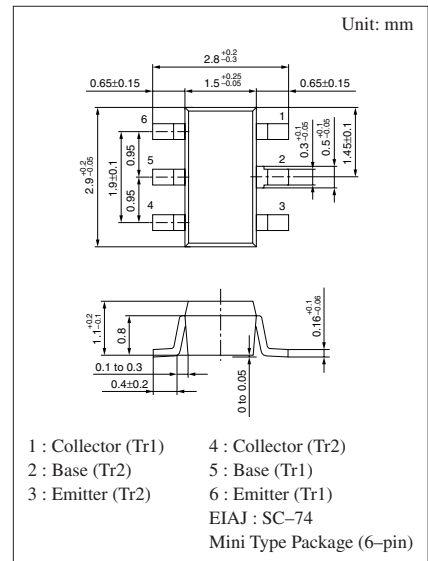 Unit: mm
2.8 +0.2 −0.3
0.65±0.15 1.5 +0.25 −0.05 0.65±0.15
6 1
5 2
4 3
2.9 +0.2 −0.05
1.9±0.1
0.95
0.95
0.3 +0.1 −0.05
0.5 +0.1 −0.05
1.45±0.1
1.1 +0.2 −0.1
0.8
0.16 +0.1 −0.06
0.1 to 0.3
0.4±0.2
0 to 0.05
1 : Collector (Tr1) 4 : Collector (Tr2)
2 : Base (Tr2) 5 : Base (Tr1)
3 : Emitter (Tr2) 6 : Emitter (Tr1)
EIAJ : SC–74
Mini Type Package (6–pin)